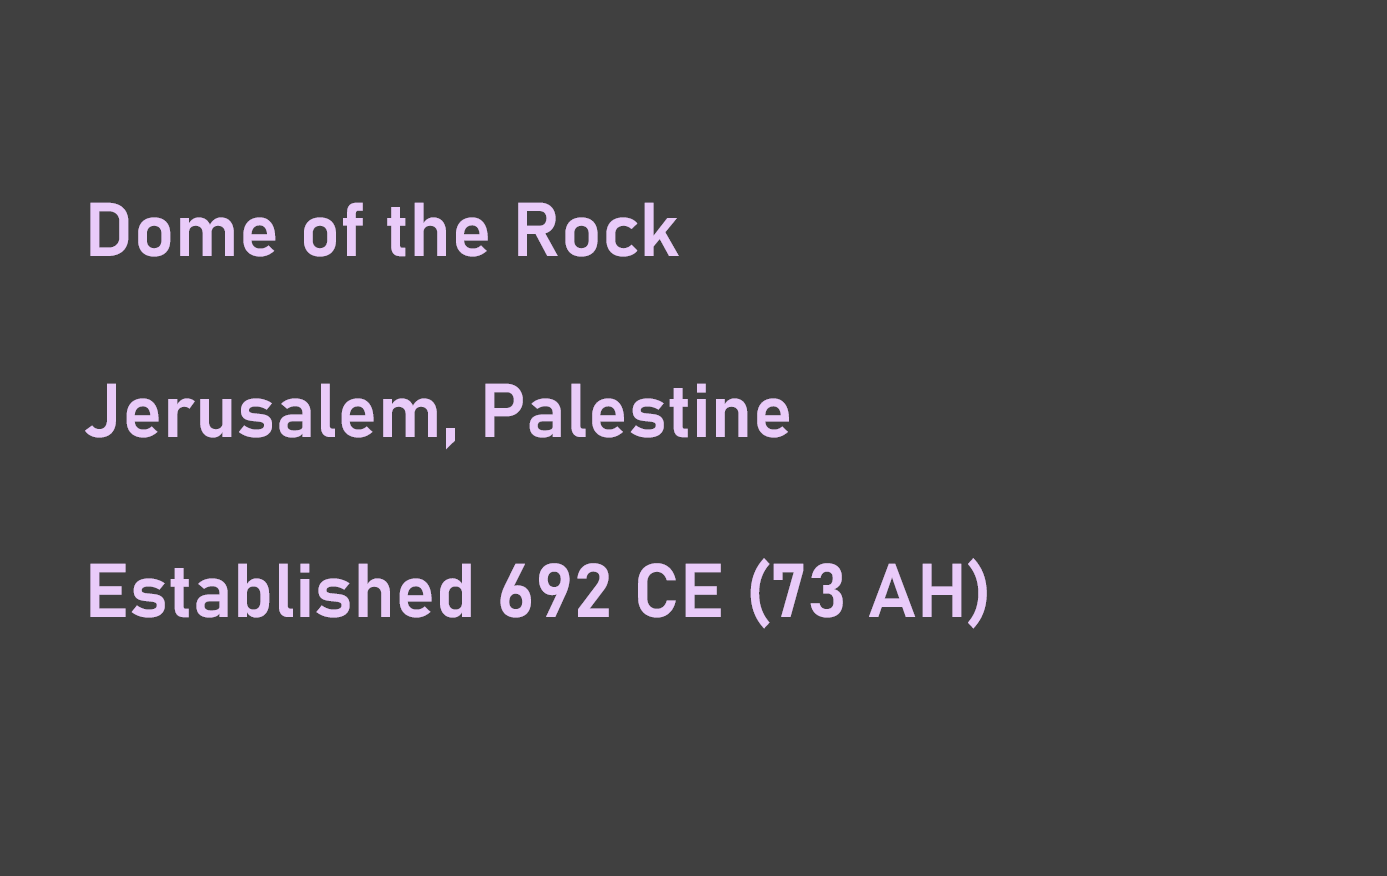 Dome of the Rock
Jerusalem, Palestine
Established 692 CE (73 AH)